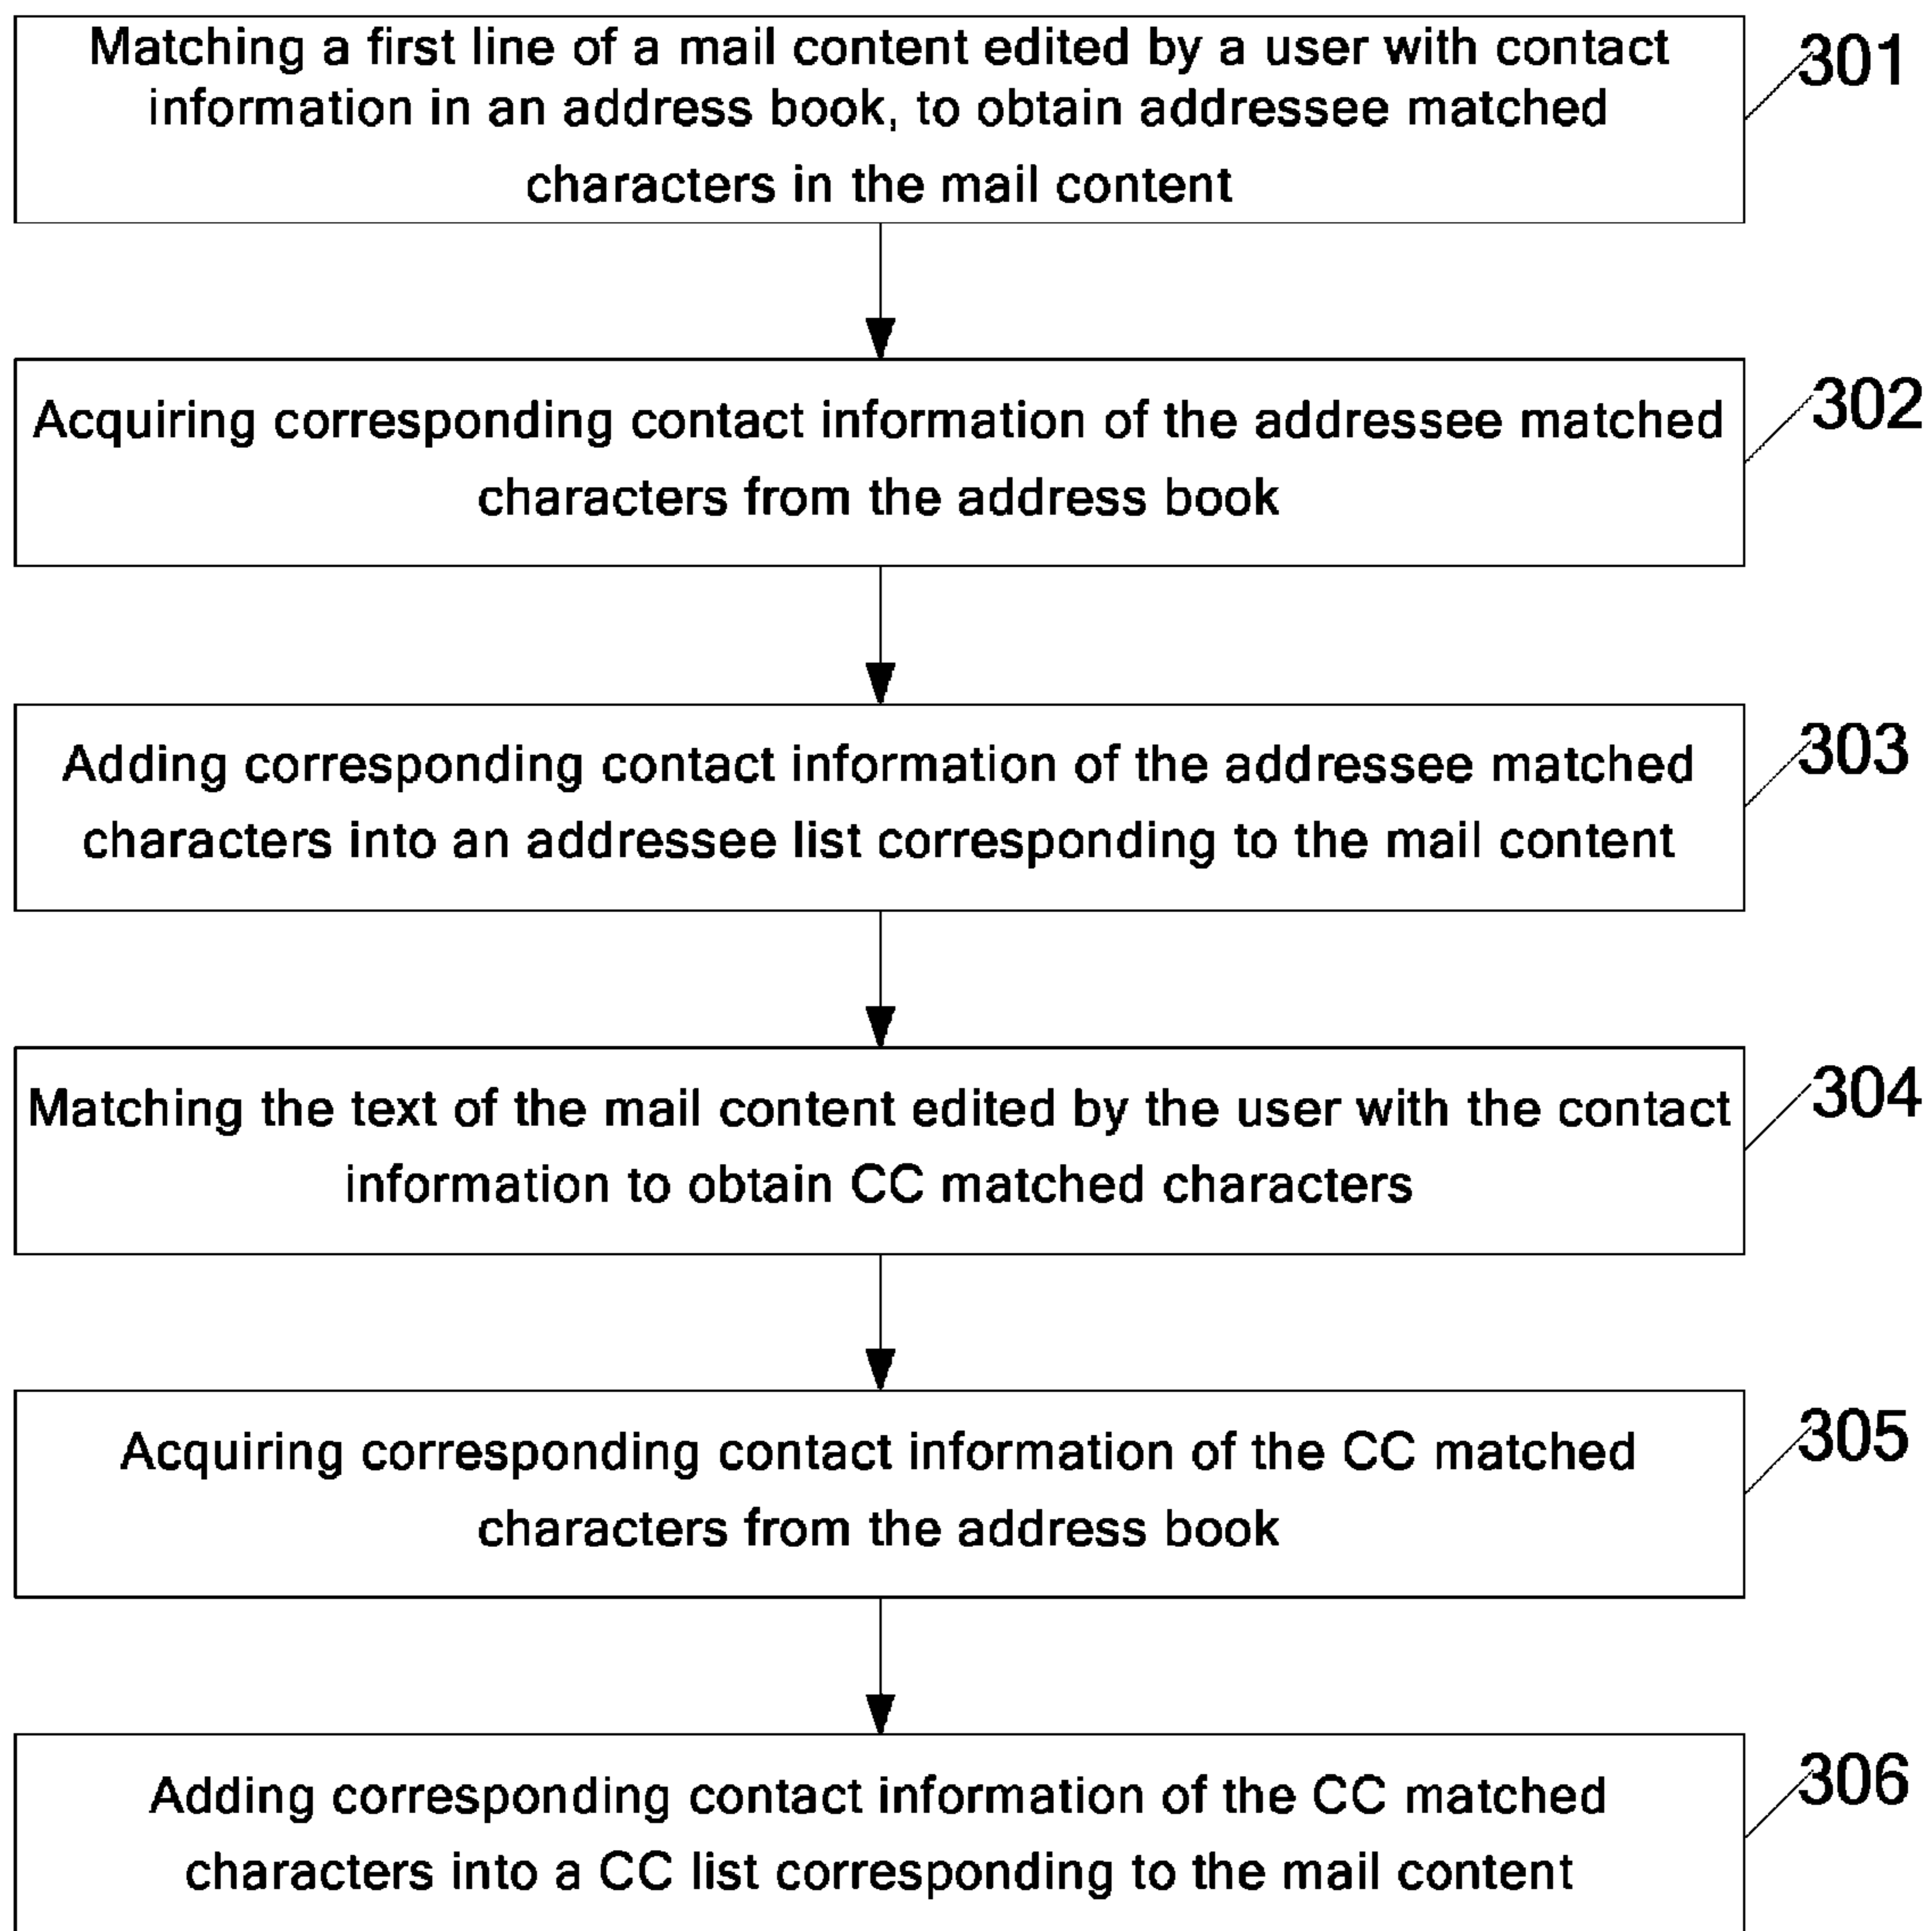 Matching a first line of a mail content edited by a user with contact
information in an address book, to obtain addressee matched
characters in the mail content
301
Acquiring corresponding contact information of the addressee matched
characters from the address book
302
Adding corresponding contact information of the addressee matched
characters into an addressee list corresponding to the mail content
303
Matching the text of the mail content edited by the user with the contact
information to obtain CC matched characters
304
Acquiring corresponding contact information of the CC matched
characters from the address book
305
Adding corresponding contact information of the CC matched
characters into a CC list corresponding to the mail content
306